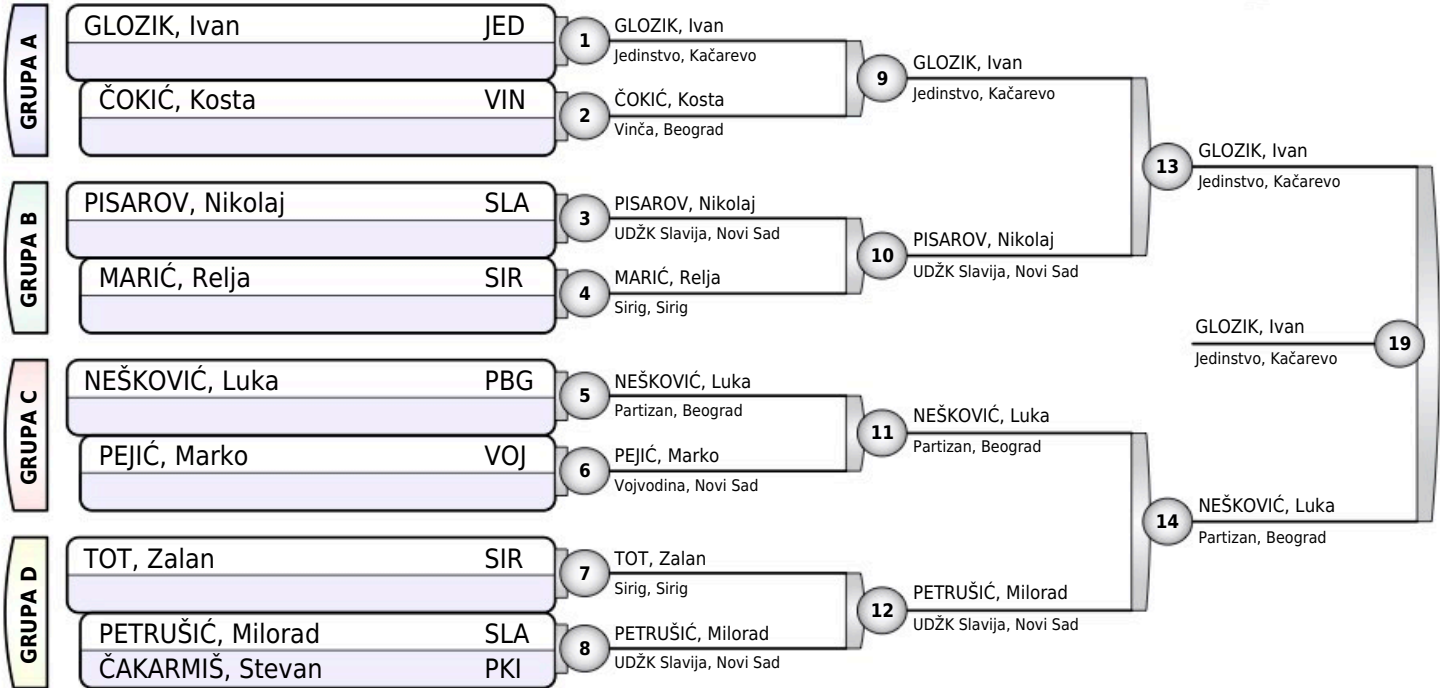 GRUPA A
GLOZIK, Ivan JED
ČOKIĆ, Kosta VIN
1
GLOZIK, Ivan
Jedinstvo, Kačarevo
2
ČOKIĆ, Kosta
Vinča, Beograd
9
GLOZIK, Ivan
Jedinstvo, Kačarevo
GRUPA B
PISAROV, Nikolaj SLA
MARIĆ, Relja SIR
3
PISAROV, Nikolaj
UDŽK Slavija, Novi Sad
4
MARIĆ, Relja
Sirig, Sirig
10
PISAROV, Nikolaj
UDŽK Slavija, Novi Sad
13
GLOZIK, Ivan
Jedinstvo, Kačarevo
GRUPA C
NEŠKOVIĆ, Luka PBG
PEJIĆ, Marko VOJ
5
NEŠKOVIĆ, Luka
Partizan, Beograd
6
PEJIĆ, Marko
Vojvodina, Novi Sad
11
NEŠKOVIĆ, Luka
Partizan, Beograd
GRUPA D
TOT, Zalan SIR
PETRUŠIĆ, Milorad SLA
ČAKARMIŠ, Stevan PKI
7
TOT, Zalan
Sirig, Sirig
8
PETRUŠIĆ, Milorad
UDŽK Slavija, Novi Sad
12
PETRUŠIĆ, Milorad
UDŽK Slavija, Novi Sad
14
NEŠKOVIĆ, Luka
Partizan, Beograd
GLOZIK, Ivan
Jedinstvo, Kačarevo
19